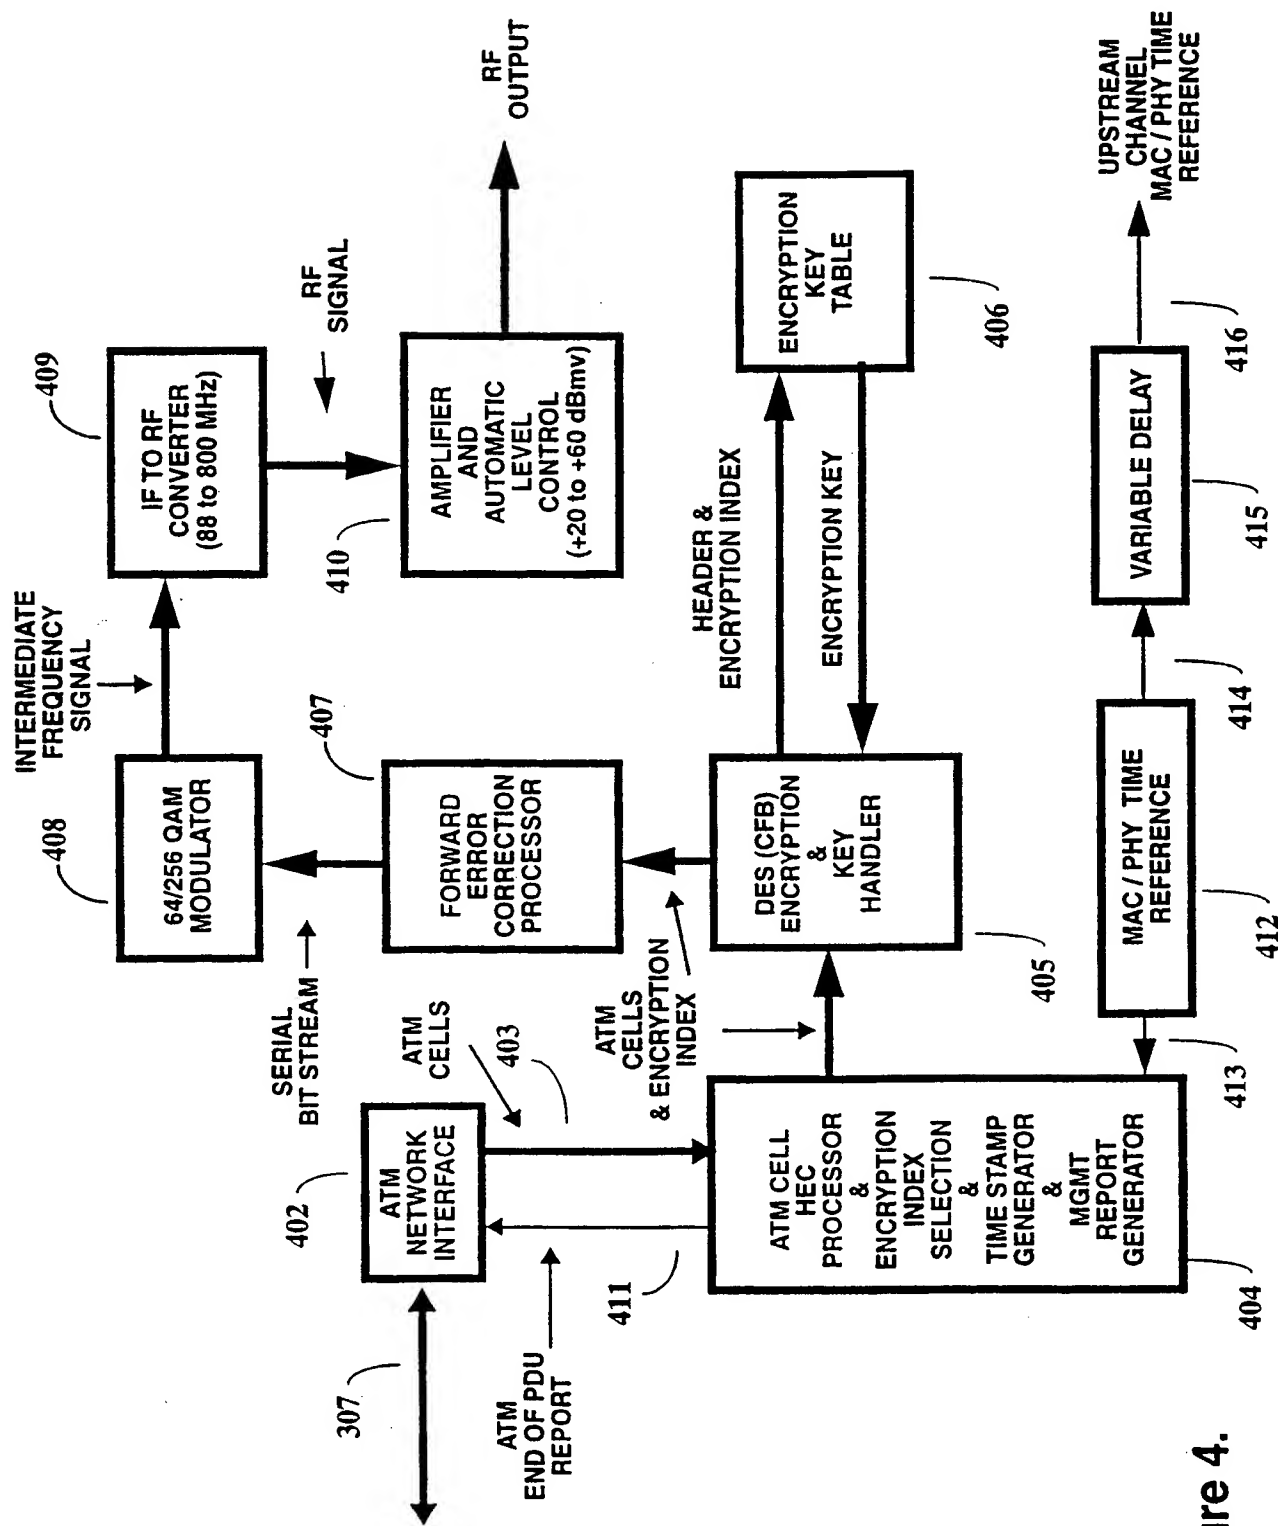 INTERMEDIATE
FREQUENCY
SIGNAL
408
64/256 QAM
MODULATOR
409
IF TO RF
CONVERTER
(88 to 800 MHz)
RF
SIGNAL
SERIAL
BIT STREAM
407
FORWARD
ERROR
CORRECTION
PROCESSOR
410
AMPLIFIER
AND
AUTOMATIC
LEVEL
CONTROL
(+20 to +60 dBmv)
RF
OUTPUT
307
402
ATM
NETWORK
INTERFACE
ATM
CELLS
403
ATM
END OF PDU
REPORT
411
ATM
CELLS
& ENCRYPTION
INDEX
DES (CFB)
ENCRYPTION
&
KEY
HANDLER
405
HEADER &
ENCRYPTION INDEX
ENCRYPTION KEY
ENCRYPTION
KEY
TABLE
406
ATM CELL
HEC
PROCESSOR
&
ENCRYPTION
INDEX
SELECTION
&
TIME STAMP
GENERATOR
&
MGMT
REPORT
GENERATOR
404
413
MAC / PHY TIME
REFERENCE
412
414
VARIABLE DELAY
415
416
UPSTREAM
CHANNEL
MAC / PHY TIME
REFERENCE
ure 4.